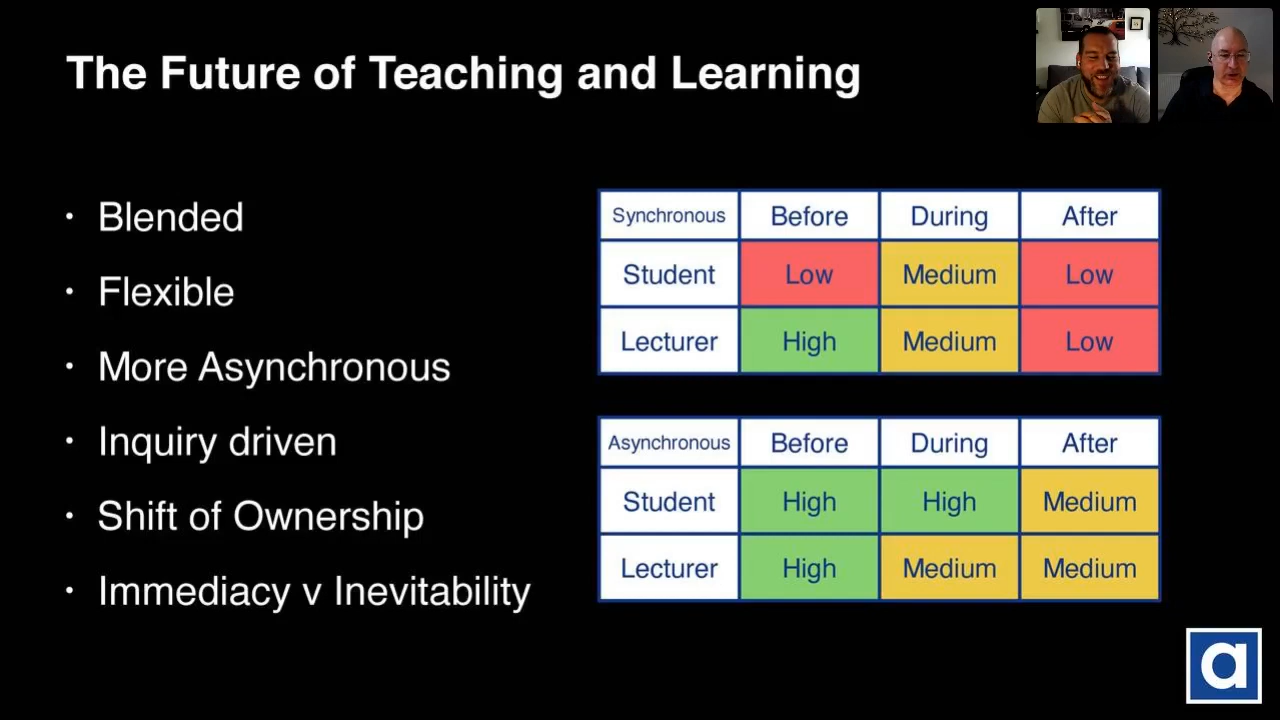 The Future of Teaching and Learning
• Blended
• Flexible
• More Asynchronous
• Inquiry driven
• Shift of Ownership
• Immediacy v Inevitability
Synchronous Before During After
Student Low Medium Low
Lecturer High Medium Low
Asynchronous Before During After
Student High High Medium
Lecturer High Medium Medium
a